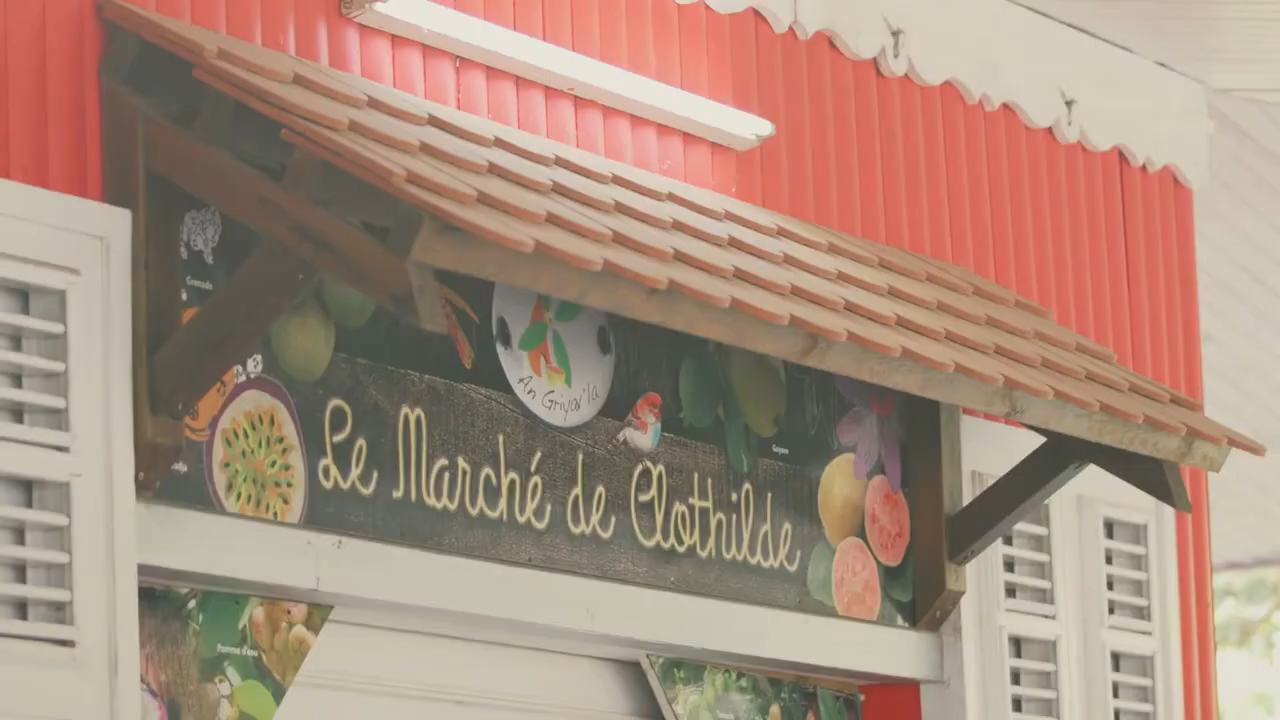 Grenade
An Griyav'la
Goyave
Le Marché de Clothilde
Pomme d'eau